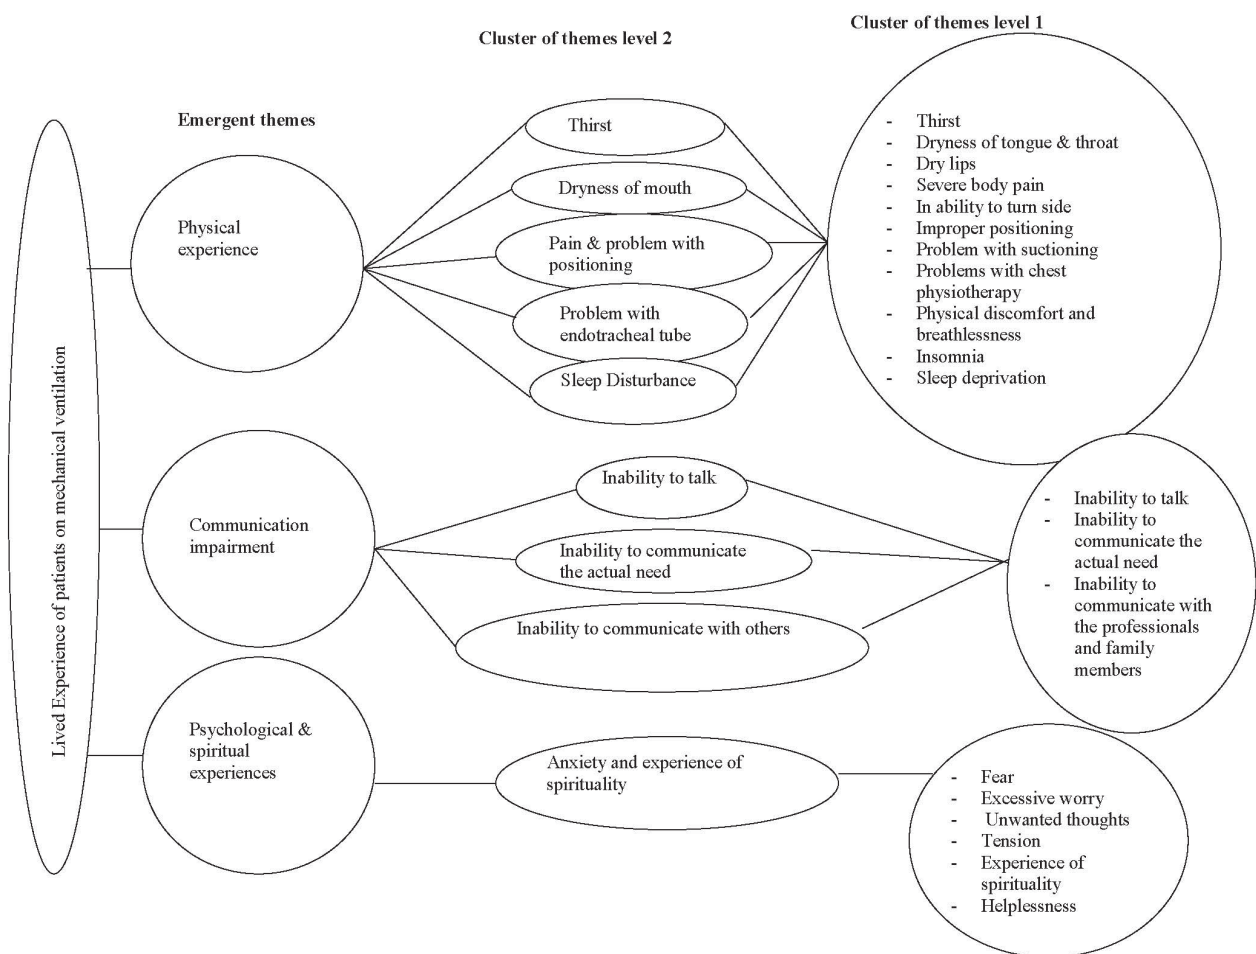 Cluster of themes level 2
Cluster of themes level 1
Emergent themes
Lived Experience of patients on mechanical ventilation
Physical
experience
Thirst
Dryness of mouth
Pain & problem with
positioning
Problem with
endotracheal tube
Sleep Disturbance
- Thirst
- Dryness of tongue & throat
- Dry lips
- Severe body pain
- In ability to turn side
- Improper positioning
- Problem with suctioning
- Problems with chest
physiotherapy
- Physical discomfort and
breathlessness
- Insomnia
- Sleep deprivation
Communication
impairment
Inability to talk
Inability to communicate
the actual need
Inability to communicate with others
- Inability to talk
- Inability to
communicate the
actual need
- Inability to
communicate with
the professionals
and family
members
Psychological &
spiritual
experiences
Anxiety and experience of
spirituality
- Fear
- Excessive worry
- Unwanted thoughts
- Tension
- Experience of
spirituality
- Helplessness